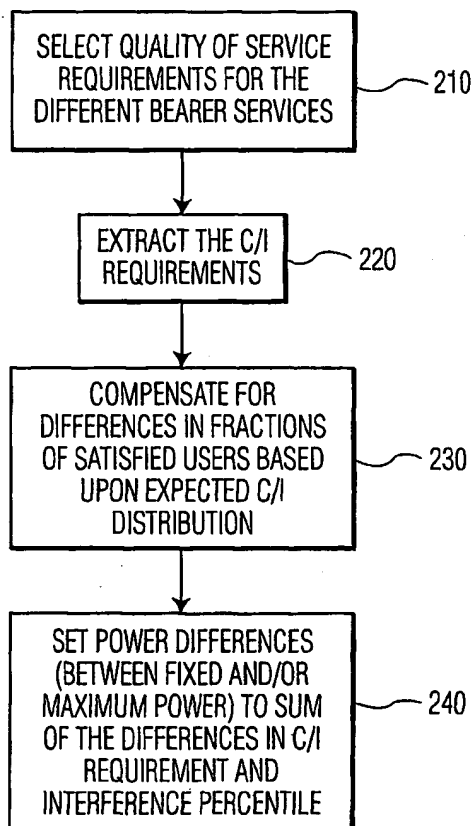 SELECT QUALITY OF SERVICE
REQUIREMENTS FOR THE
DIFFERENT BEARER SERVICES
210
EXTRACT THE C/I
REQUIREMENTS
220
COMPENSATE FOR
DIFFERENCES IN FRACTIONS
OF SATISFIED USERS BASED
UPON EXPECTED C/I
DISTRIBUTION
230
SET POWER DIFFERENCES
(BETWEEN FIXED AND/OR
MAXIMUM POWER) TO SUM
OF THE DIFFERENCES IN C/I
REQUIREMENT AND
INTERFERENCE PERCENTILE
240